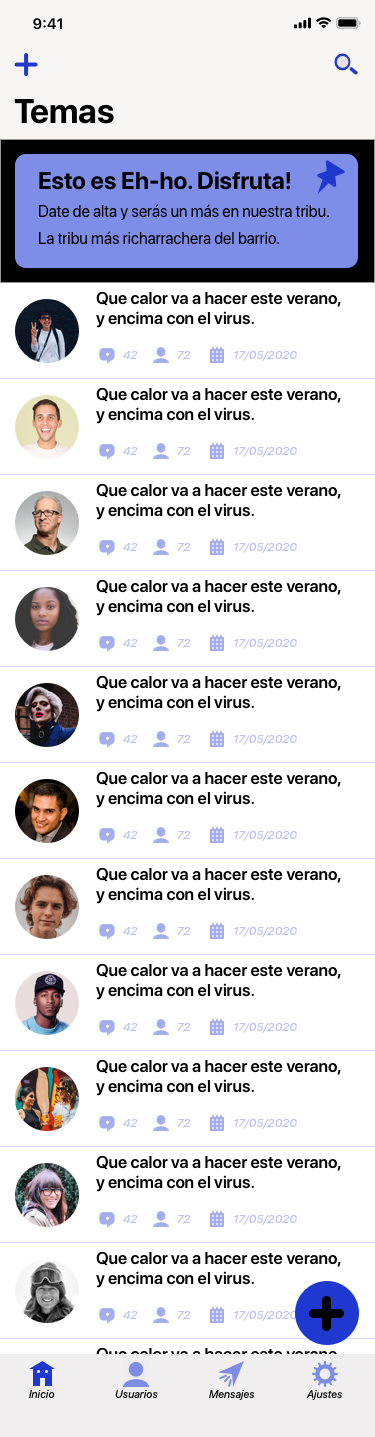 9:41
Temas
Esto es Eh-ho. Disfruta!
Date de alta y serás un más en nuestra tribu.
La tribu más richarrachera del barrio.
Que calor va a hacer este verano,
y encima con el virus.
42 72 17/05/2020
Que calor va a hacer este verano,
y encima con el virus.
42 72 17/05/2020
Que calor va a hacer este verano,
y encima con el virus.
42 72 17/05/2020
Que calor va a hacer este verano,
y encima con el virus.
42 72 17/05/2020
Que calor va a hacer este verano,
y encima con el virus.
42 72 17/05/2020
Que calor va a hacer este verano,
y encima con el virus.
42 72 17/05/2020
Que calor va a hacer este verano,
y encima con el virus.
42 72 17/05/2020
Que calor va a hacer este verano,
y encima con el virus.
42 72 17/05/2020
Que calor va a hacer este verano,
y encima con el virus.
42 72 17/05/2020
Que calor va a hacer este verano,
y encima con el virus.
42 72 17/05/2020
Que calor va a hacer este verano,
y encima con el virus.
42 72 17/05/2020
Inicio Usuarios Mensajes Ajustes